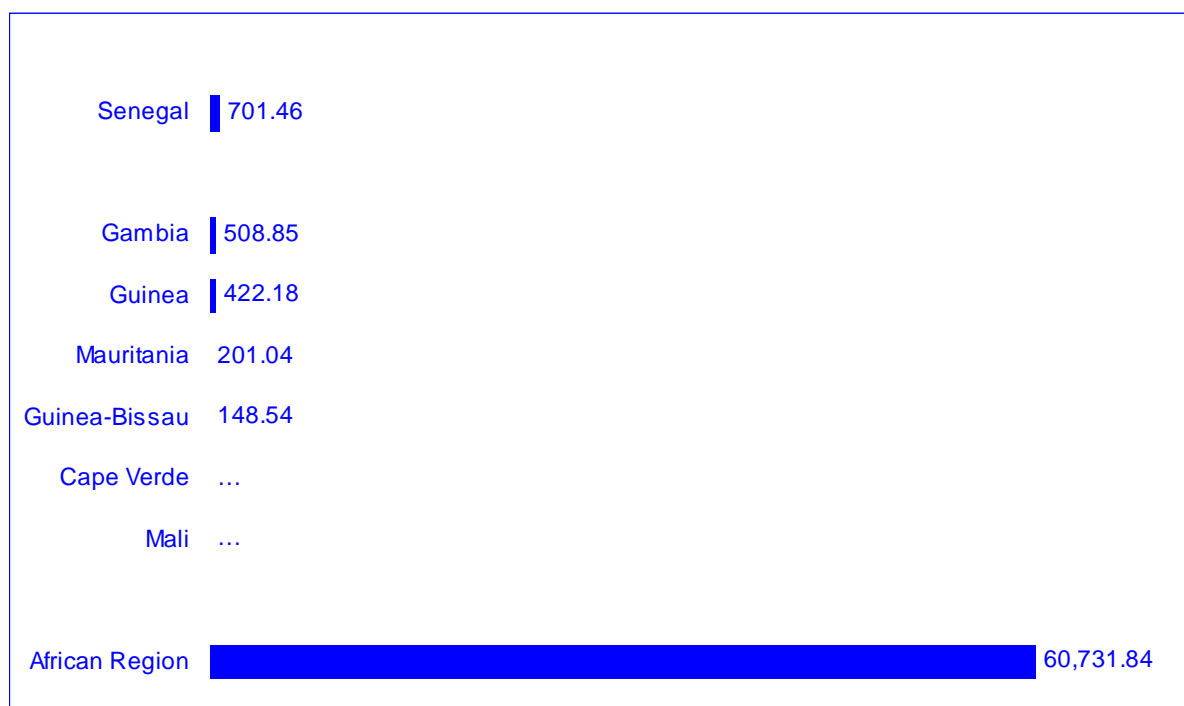 Senegal 701.46
Gambia 508.85
Guinea 422.18
Mauritania 201.04
Guinea-Bissau 148.54
Cape Verde …
Mali …
African Region 60,731.84